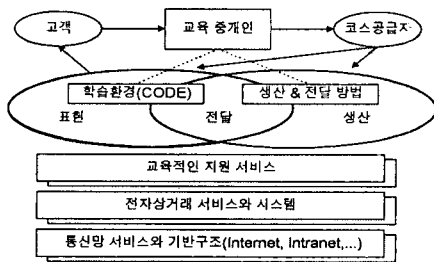 고객
교육 중개인
코스공급자
학습환경(CODE)
생산 & 전달 방법
표현
전달
생산
교육적인 지원 서비스
전자상거래 서비스와 시스템
통신망 서비스와 기반구조(Internet, Intranet,...)